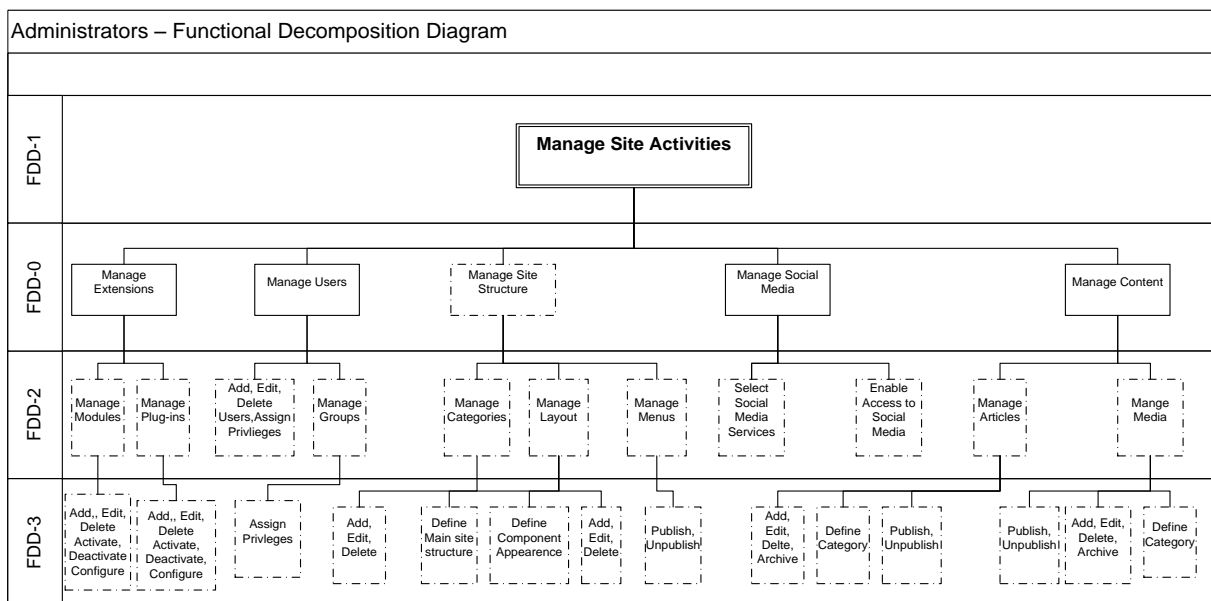 Administrators – Functional Decomposition Diagram
FDD-1
Manage Site Activities
FDD-0
Manage
Extensions
Manage Users
Manage Site
Structure
Manage Social
Media
Manage Content
FDD-2
Manage
Modules
Manage
Plug-ins
Add, Edit,
Delete
Users,Assign
Privlieges
Manage
Groups
Manage
Categories
Manage
Layout
Manage
Menus
Select
Social
Media
Services
Enable
Access to
Social
Media
Manage
Articles
Mange
Media
FDD-3
Add,, Edit,
Delete
Activate,
Deactivate
Configure
Add,, Edit,
Delete
Activate,
Deactivate,
Configure
Assign
Privleges
Add,
Edit,
Delete
Define
Main site
structure
Define
Component
Appearence
Add,
Edit,
Delete
Publish,
Unpublish
Add,
Edit,
Delte,
Archive
Define
Category
Publish,
Unpublish
Publish,
Unpublish
Add, Edit,
Delete,
Archive
Define
Category